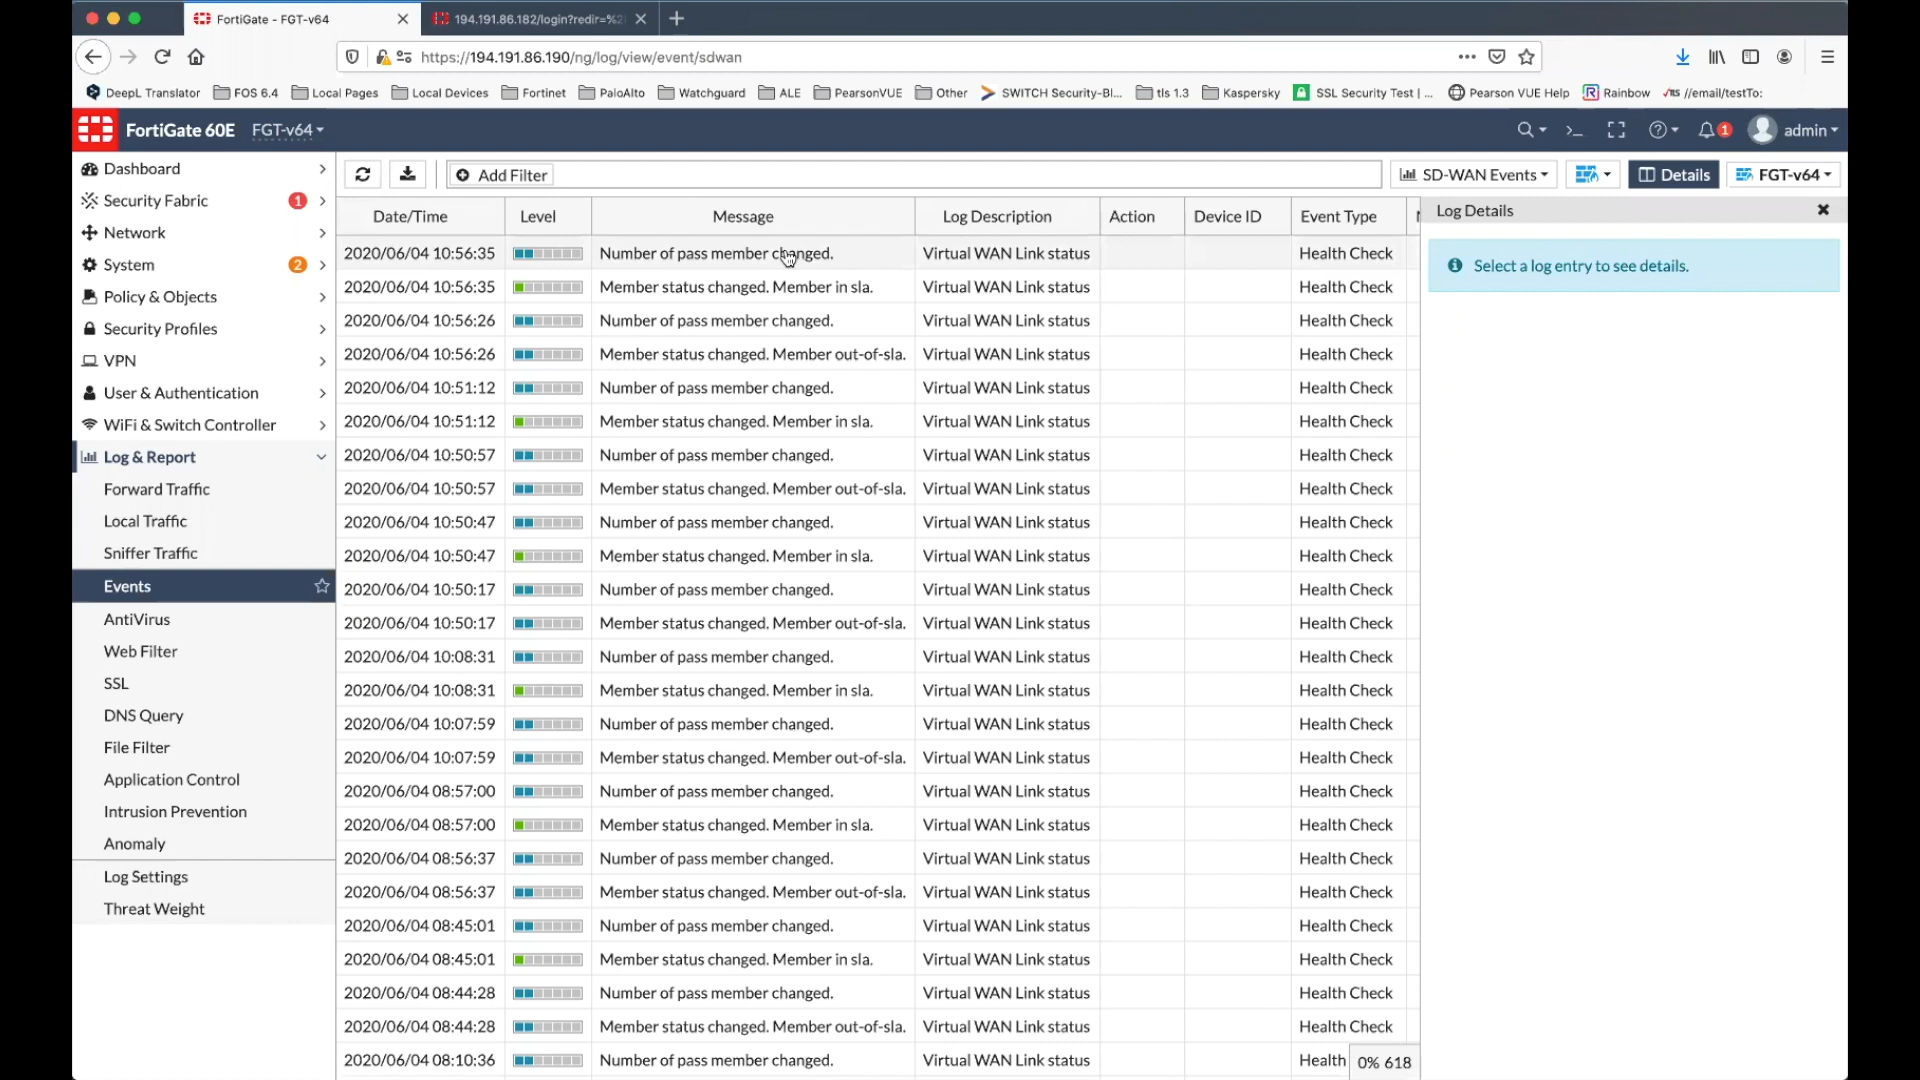 FortiGate - FGT-v64
194.191.86.182/login?redir=%2
https://194.191.86.190/ng/log/view/event/sdwan
DeepL Translator FOS 6.4 Local Pages Local Devices Fortinet PaloAlto Watchguard ALE PearsonVUE Other SWITCH Security-Bl... tls 1.3 Kaspersky SSL Security Test | ... Pearson VUE Help Rainbow //email/testTo:
FortiGate 60E FGT-v64 1 admin
Dashboard
Security Fabric 1
Network
System 2
Policy & Objects
Security Profiles
VPN
User & Authentication
WiFi & Switch Controller
Log & Report
Forward Traffic
Local Traffic
Sniffer Traffic
Events
AntiVirus
Web Filter
SSL
DNS Query
File Filter
Application Control
Intrusion Prevention
Anomaly
Log Settings
Threat Weight
Add Filter SD-WAN Events Details FGT-v64
Date/Time Level Message Log Description Action Device ID Event Type
2020/06/04 10:56:35 Number of pass member changed. Virtual WAN Link status Health Check
2020/06/04 10:56:35 Member status changed. Member in sla. Virtual WAN Link status Health Check
2020/06/04 10:56:26 Number of pass member changed. Virtual WAN Link status Health Check
2020/06/04 10:56:26 Member status changed. Member out-of-sla. Virtual WAN Link status Health Check
2020/06/04 10:51:12 Number of pass member changed. Virtual WAN Link status Health Check
2020/06/04 10:51:12 Member status changed. Member in sla. Virtual WAN Link status Health Check
2020/06/04 10:50:57 Number of pass member changed. Virtual WAN Link status Health Check
2020/06/04 10:50:57 Member status changed. Member out-of-sla. Virtual WAN Link status Health Check
2020/06/04 10:50:47 Number of pass member changed. Virtual WAN Link status Health Check
2020/06/04 10:50:47 Member status changed. Member in sla. Virtual WAN Link status Health Check
2020/06/04 10:50:17 Number of pass member changed. Virtual WAN Link status Health Check
2020/06/04 10:50:17 Member status changed. Member out-of-sla. Virtual WAN Link status Health Check
2020/06/04 10:08:31 Number of pass member changed. Virtual WAN Link status Health Check
2020/06/04 10:08:31 Member status changed. Member in sla. Virtual WAN Link status Health Check
2020/06/04 10:07:59 Number of pass member changed. Virtual WAN Link status Health Check
2020/06/04 10:07:59 Member status changed. Member out-of-sla. Virtual WAN Link status Health Check
2020/06/04 08:57:00 Number of pass member changed. Virtual WAN Link status Health Check
2020/06/04 08:57:00 Member status changed. Member in sla. Virtual WAN Link status Health Check
2020/06/04 08:56:37 Number of pass member changed. Virtual WAN Link status Health Check
2020/06/04 08:56:37 Member status changed. Member out-of-sla. Virtual WAN Link status Health Check
2020/06/04 08:45:01 Number of pass member changed. Virtual WAN Link status Health Check
2020/06/04 08:45:01 Member status changed. Member in sla. Virtual WAN Link status Health Check
2020/06/04 08:44:28 Number of pass member changed. Virtual WAN Link status Health Check
2020/06/04 08:44:28 Member status changed. Member out-of-sla. Virtual WAN Link status Health Check
2020/06/04 08:10:36 Number of pass member changed. Virtual WAN Link status Health
0% 618
Log Details
Select a log entry to see details.